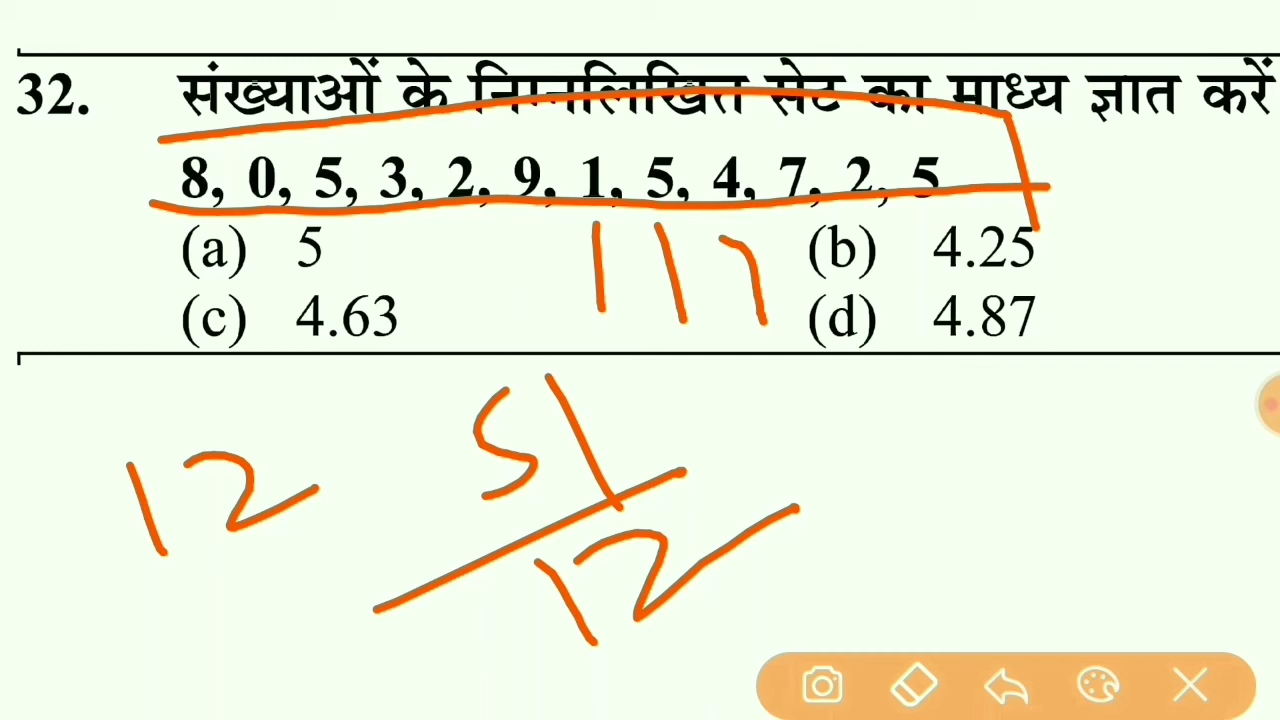 32. संख्याओं के निम्नलिखित सेट का माध्य ज्ञात करें
8, 0, 5, 3, 2, 9, 1, 5, 4, 7, 2, 5
(a) 5 (b) 4.25
(c) 4.63 (d) 4.87
12
51
12